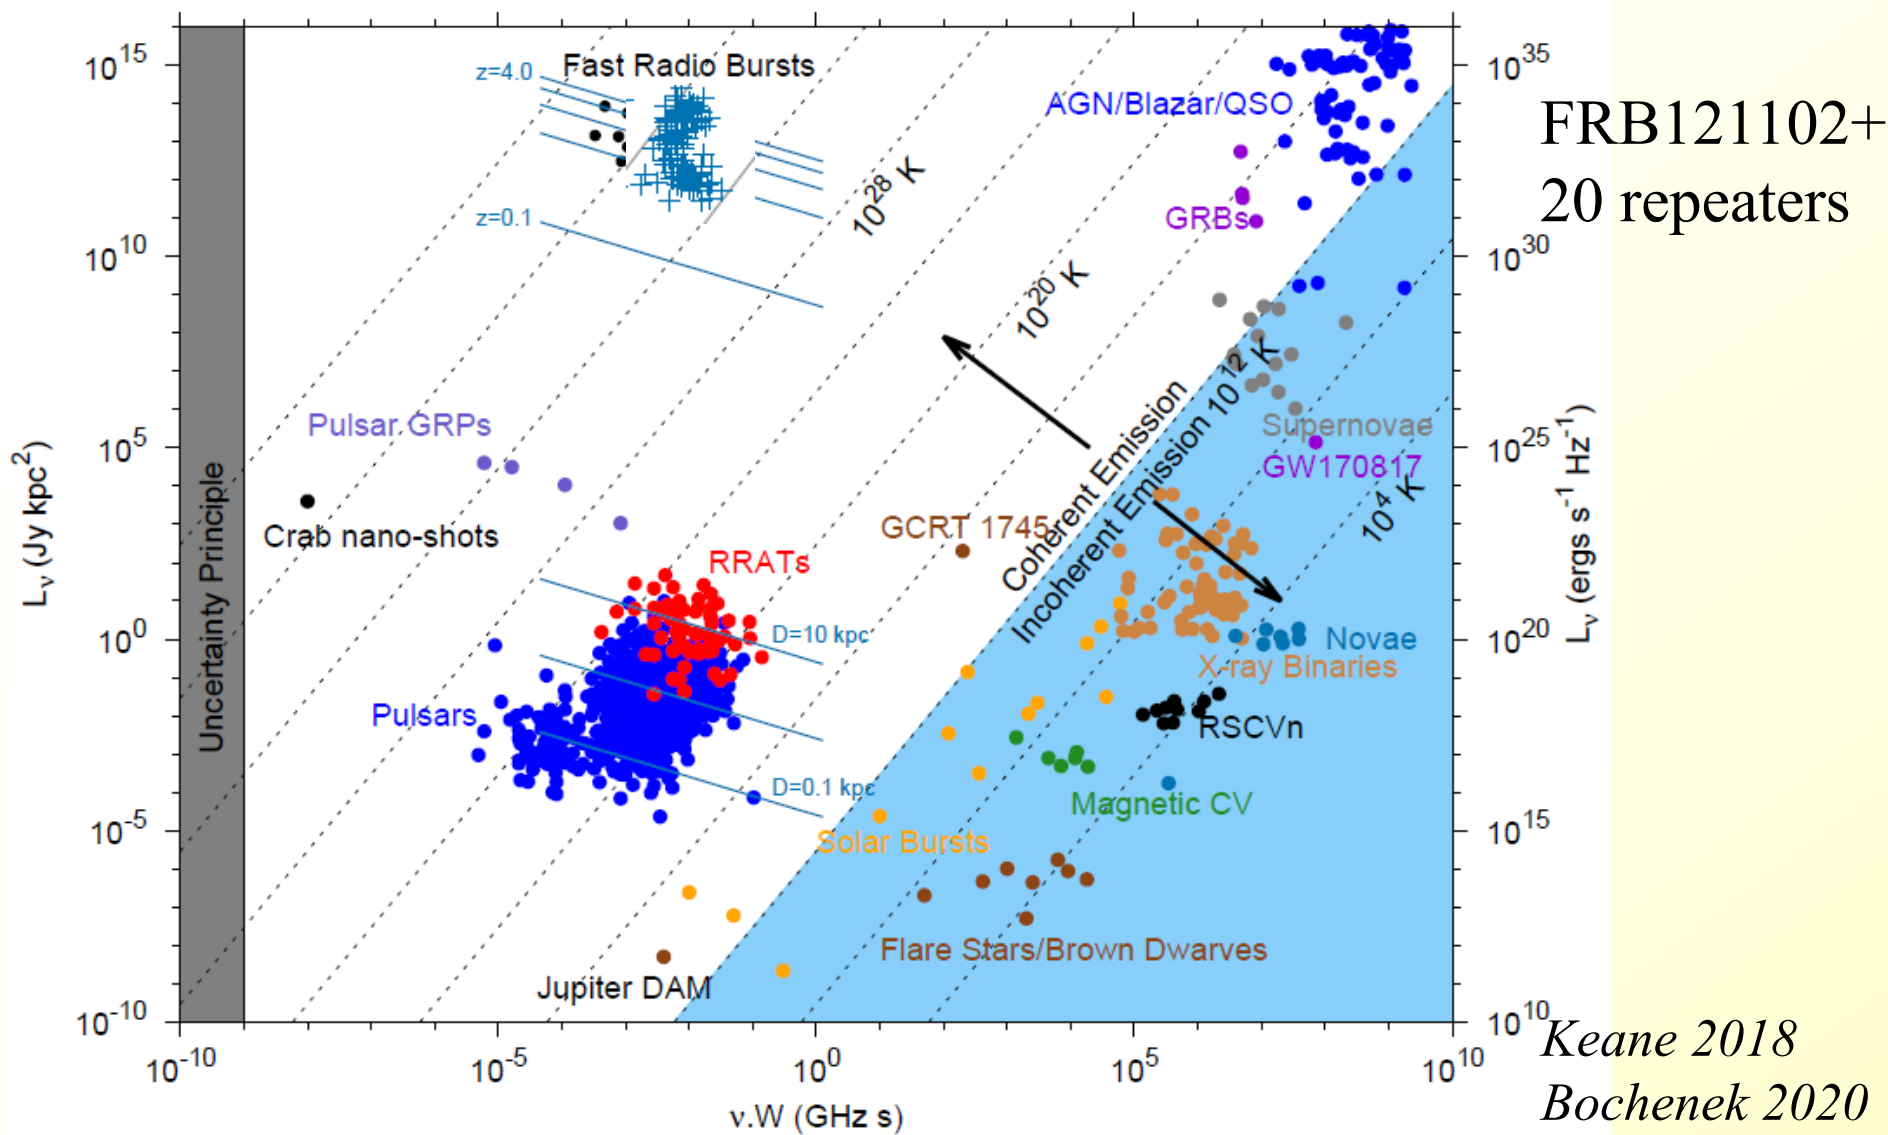 10^15
10^10
10^5
10^0
10^-5
10^-10
L_ν (Jy kpc^2)
Uncertainty Principle
z=4.0
Fast Radio Bursts
z=0.1
AGN/Blazar/QSO
GRBs
10^28 K
10^20 K
10^12 K
10^4 K
Pulsar GRPs
Crab nano-shots
GCRT 1745
Coherent Emission
Incoherent Emission
Supernovae
GW170817
RRATs
D=10 kpc
Pulsars
D=0.1 kpc
Novae
X-ray Binaries
RSCVn
Magnetic CV
Solar Bursts
Flare Stars/Brown Dwarves
Jupiter DAM
10^-10
10^-5
10^0
10^5
10^10
ν.W (GHz s)
10^35
10^30
10^25
10^20
10^15
10^10
L_ν (ergs s^-1 Hz^-1)
FRB121102+
20 repeaters
Keane 2018
Bochenek 2020